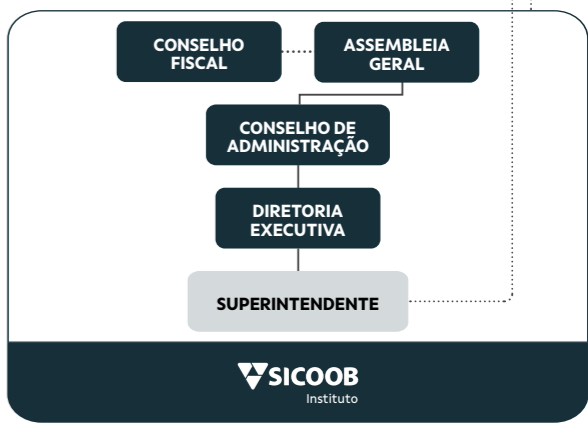 CONSELHO
FISCAL
ASSEMBLEIA
GERAL
CONSELHO DE
ADMINISTRAÇÃO
DIRETORIA
EXECUTIVA
SUPERINTENDENTE
SICOOB
Instituto